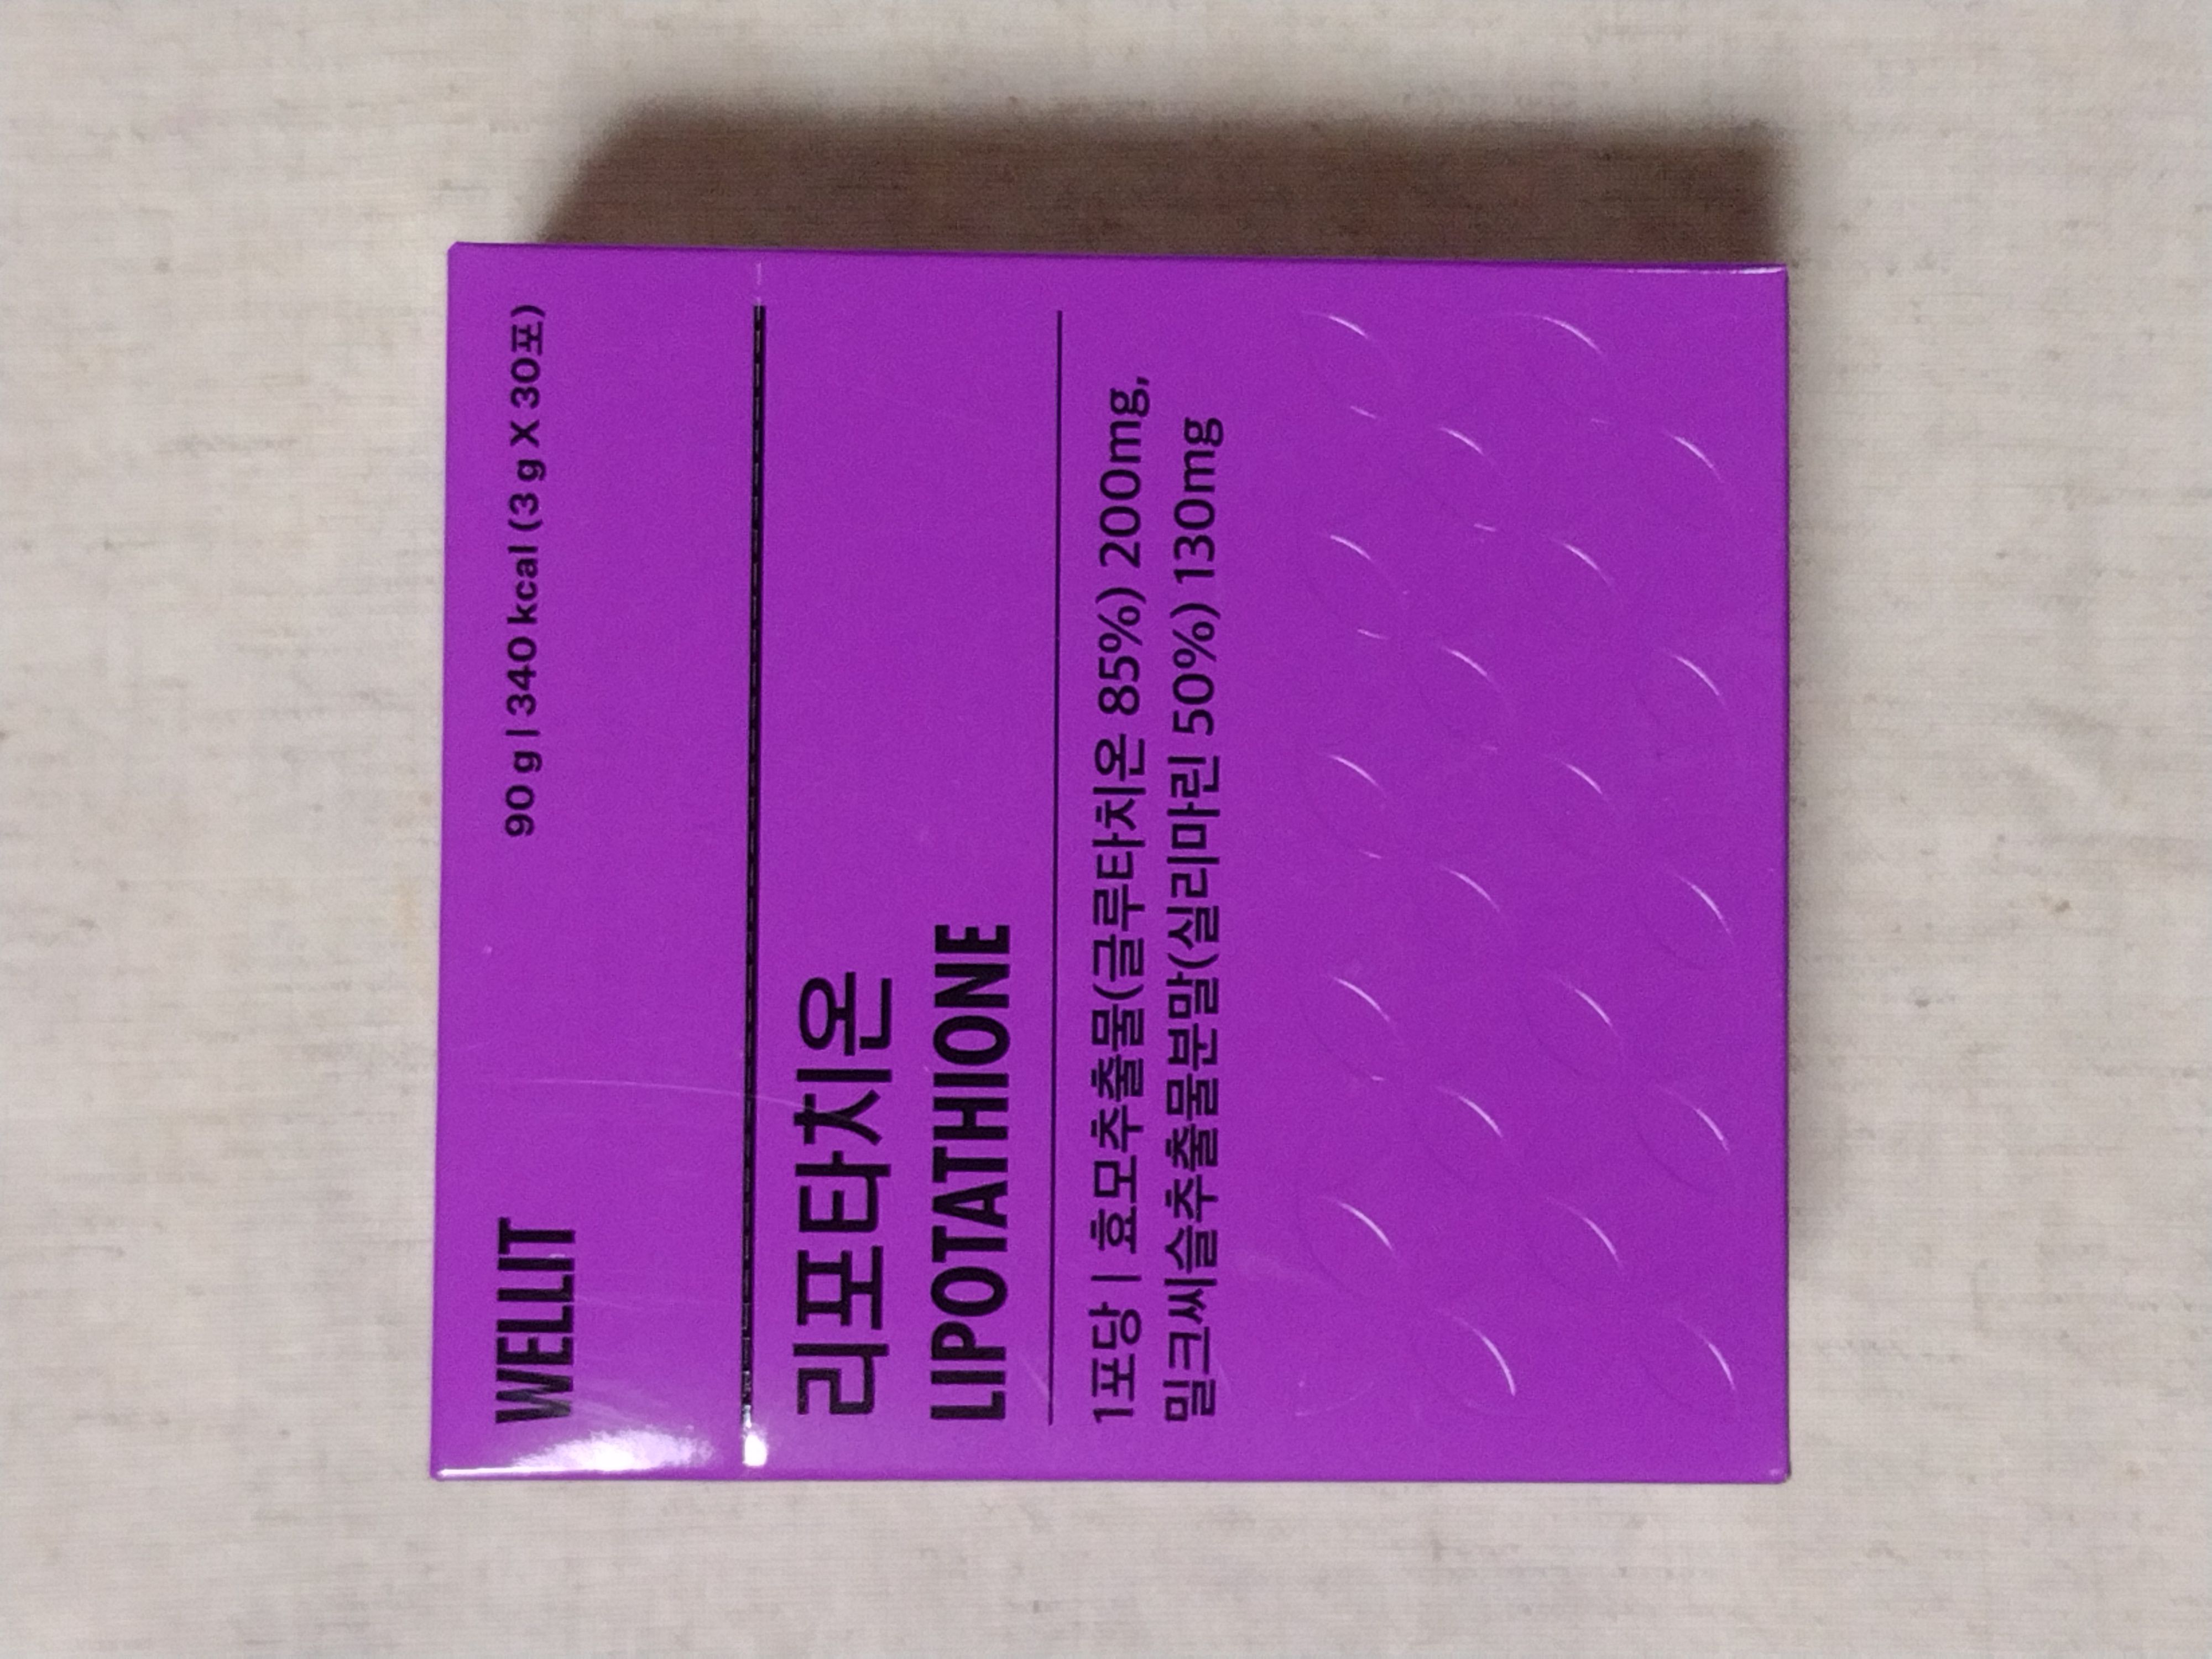 WELLIT
90 g | 340 kcal (3 g X 30포)
리포타치온
LIPOTATHIONE
1포당 | 효모추출물(글루타치온 85%) 200mg,
밀크씨슬추출물분말(실리마린 50%) 130mg